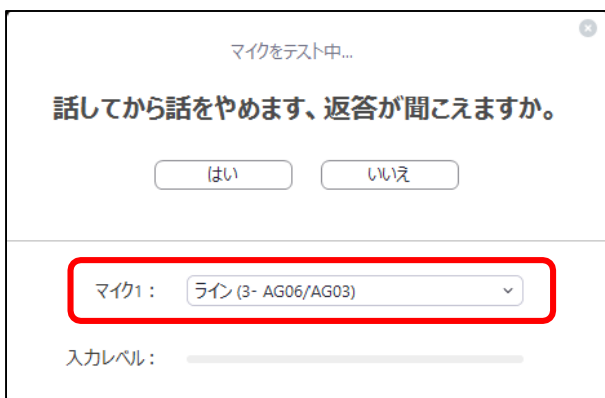 マイクをテスト中...
話してから話をやめます、返答が聞こえますか。
はい いいえ
マイク1： ライン (3- AG06/AG03)
入力レベル：